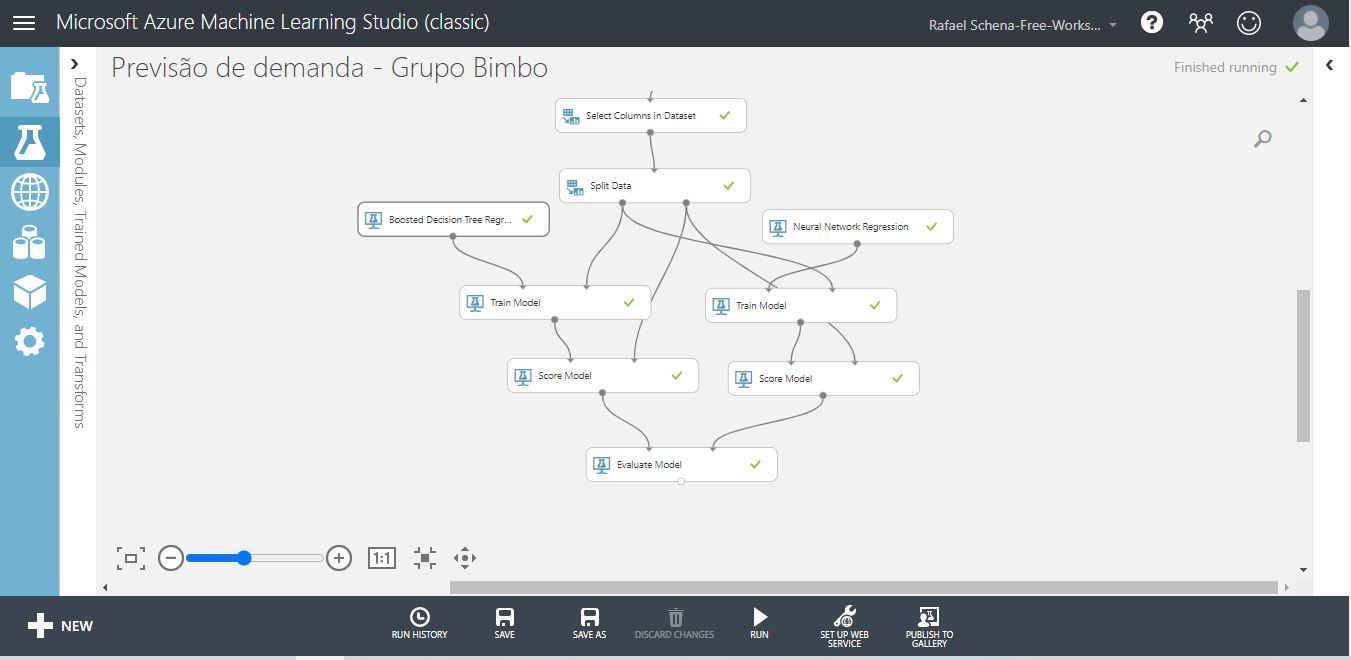 Microsoft Azure Machine Learning Studio (classic)
Rafael Schena-Free-Works...
?
Previsão de demanda - Grupo Bimbo
Finished running
Datasets, Modules, Trained Models, and Transforms
Select Columns in Dataset
Split Data
Boosted Decision Tree Regr...
Neural Network Regression
Train Model
Train Model
Score Model
Score Model
Evaluate Model
1:1
NEW
RUN HISTORY
SAVE
SAVE AS
DISCARD CHANGES
RUN
SET UP WEB
SERVICE
PUBLISH TO
GALLERY